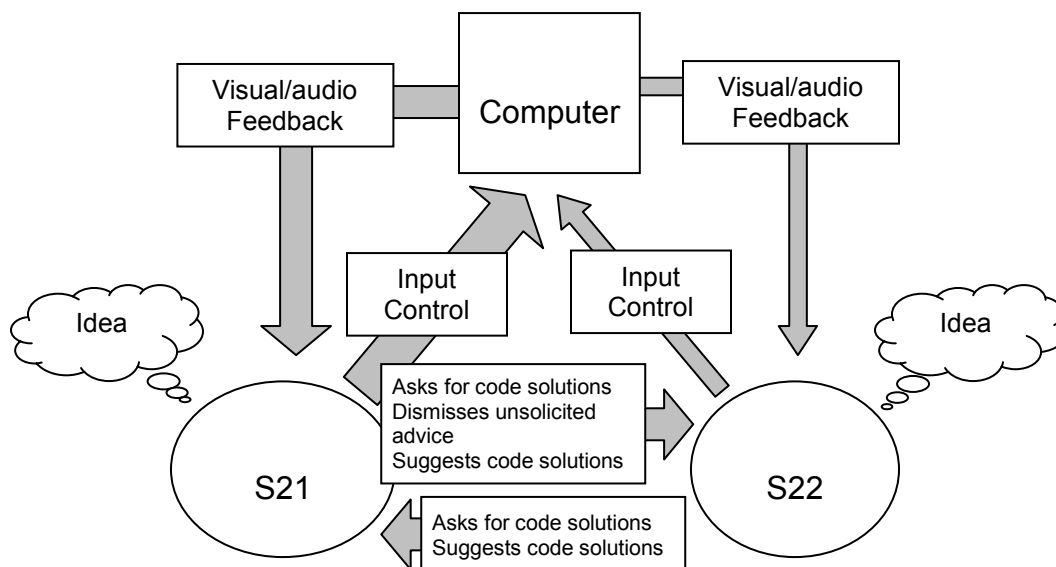 Visual/audio
Feedback
Computer
Visual/audio
Feedback
Input
Control
Input
Control
Idea
Idea
Asks for code solutions
Dismisses unsolicited
advice
Suggests code solutions
S21
S22
Asks for code solutions
Suggests code solutions